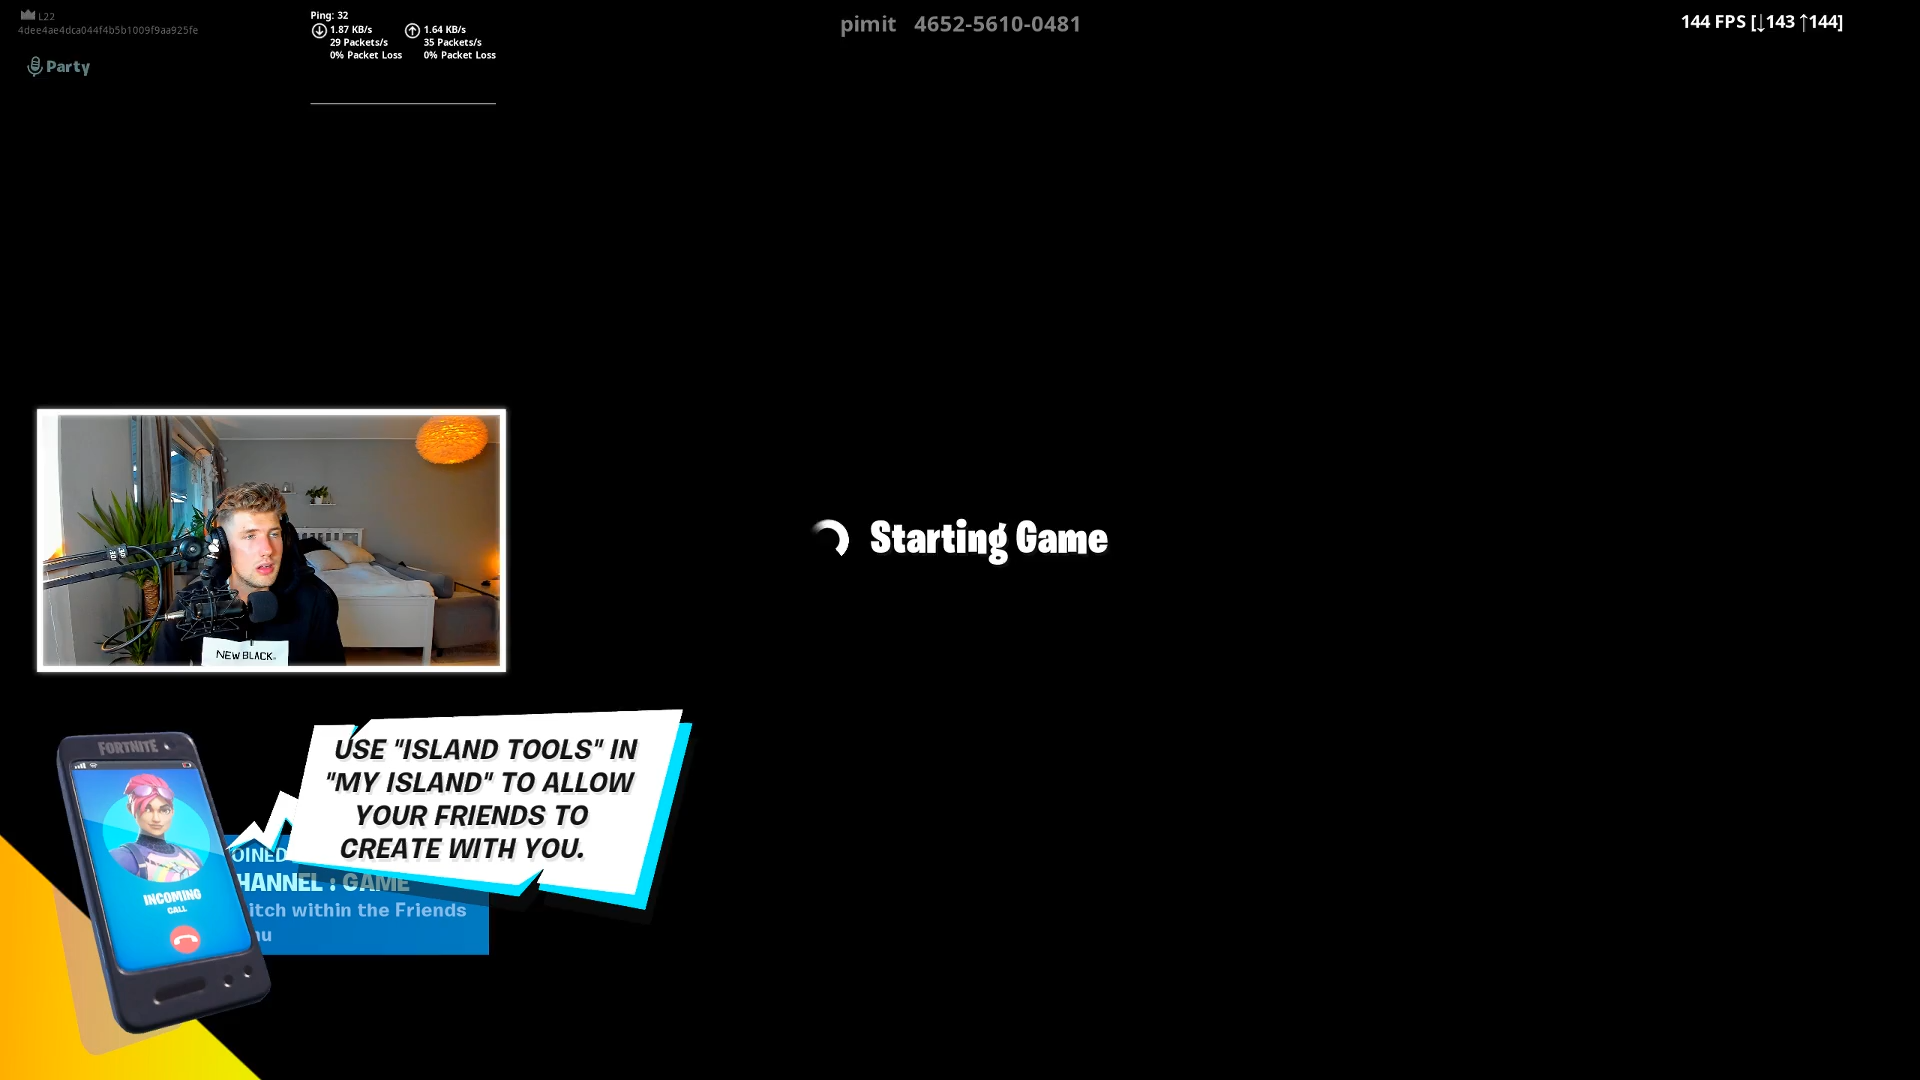 L22
4dee4ae4dca044f4b5b1009f9aa925fe
Party
Ping: 32
1.87 KB/s
1.64 KB/s
29 Packets/s
35 Packets/s
0% Packet Loss
0% Packet Loss
pimit 4652-5610-0481
144 FPS [↓143 ↑144]
Starting Game
NEW BLACK
FORTNITE
INCOMING
CALL
USE "ISLAND TOOLS" IN
"MY ISLAND" TO ALLOW
YOUR FRIENDS TO
CREATE WITH YOU.
OINED
HANNEL : GAME
itch within the Friends
nu